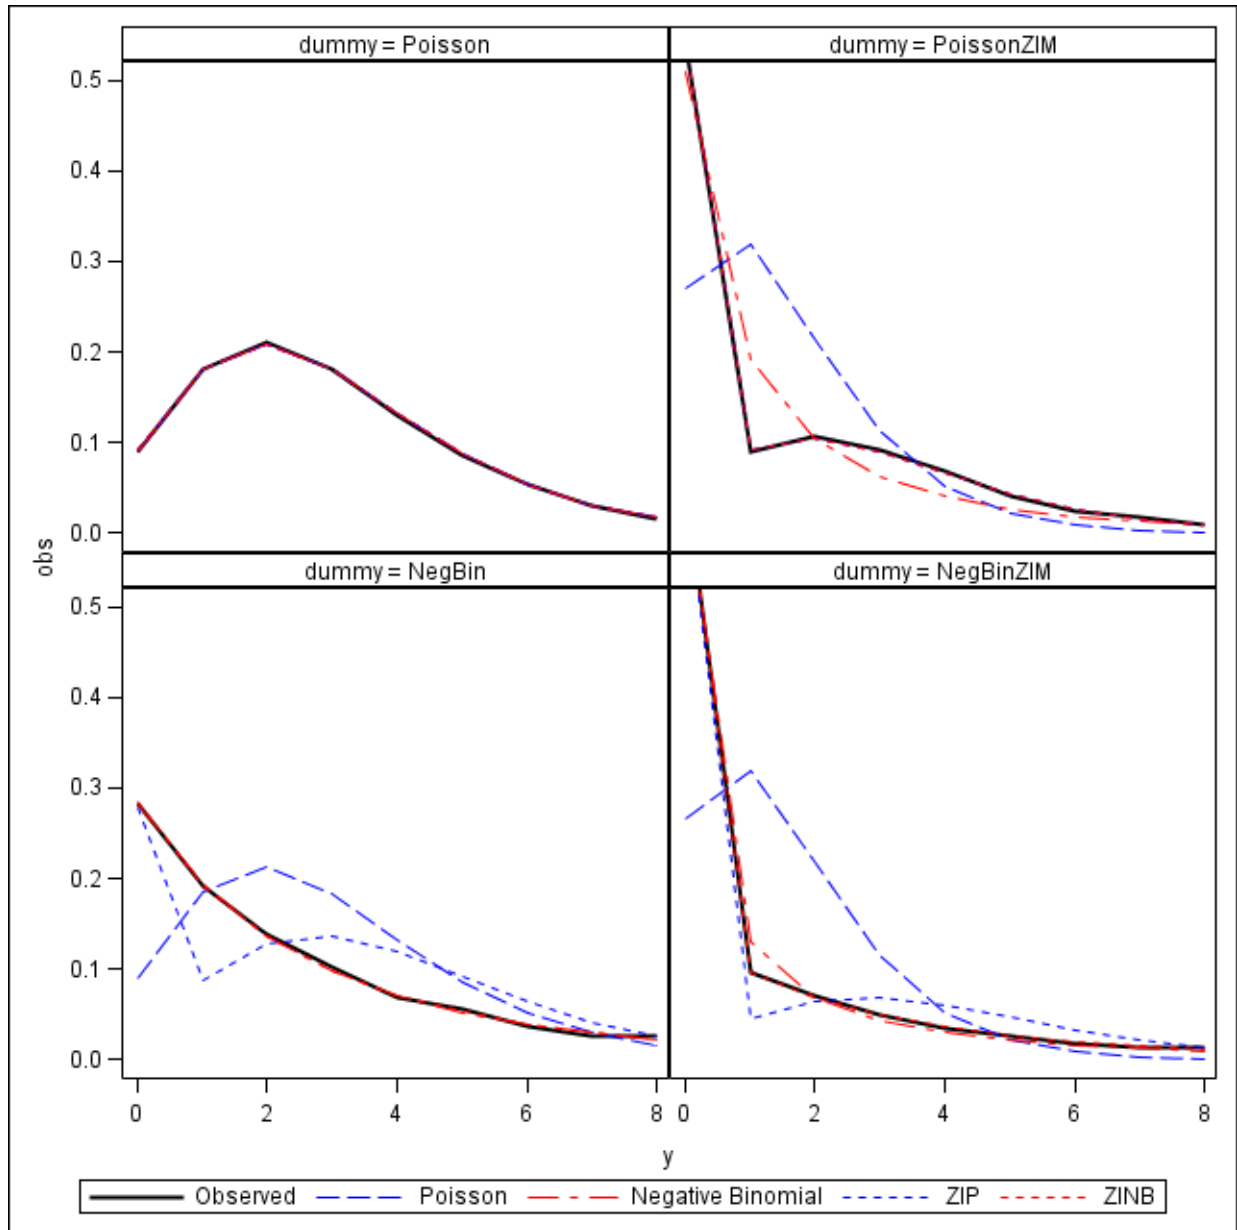 dummy = Poisson
dummy = PoissonZIM
0.5
0.4
0.3
0.2
0.1
0.0
obs
dummy = NegBin
dummy = NegBinZIM
0.5
0.4
0.3
0.2
0.1
0.0
0 2 4 6 8 0 2 4 6 8
y
Observed Poisson Negative Binomial ZIP ZINB